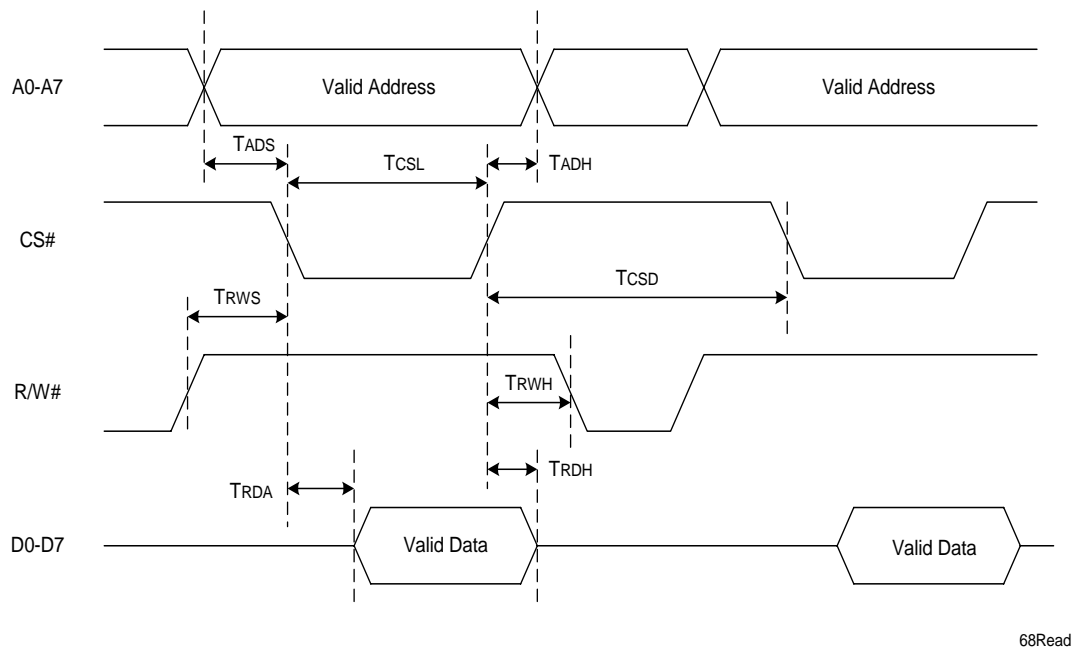 A0-A7
Valid Address
Valid Address
TADS
TCSL
TADH
CS#
TCSD
TRWS
R/W#
TRWH
TRDH
TRDA
D0-D7
Valid Data
Valid Data
68Read